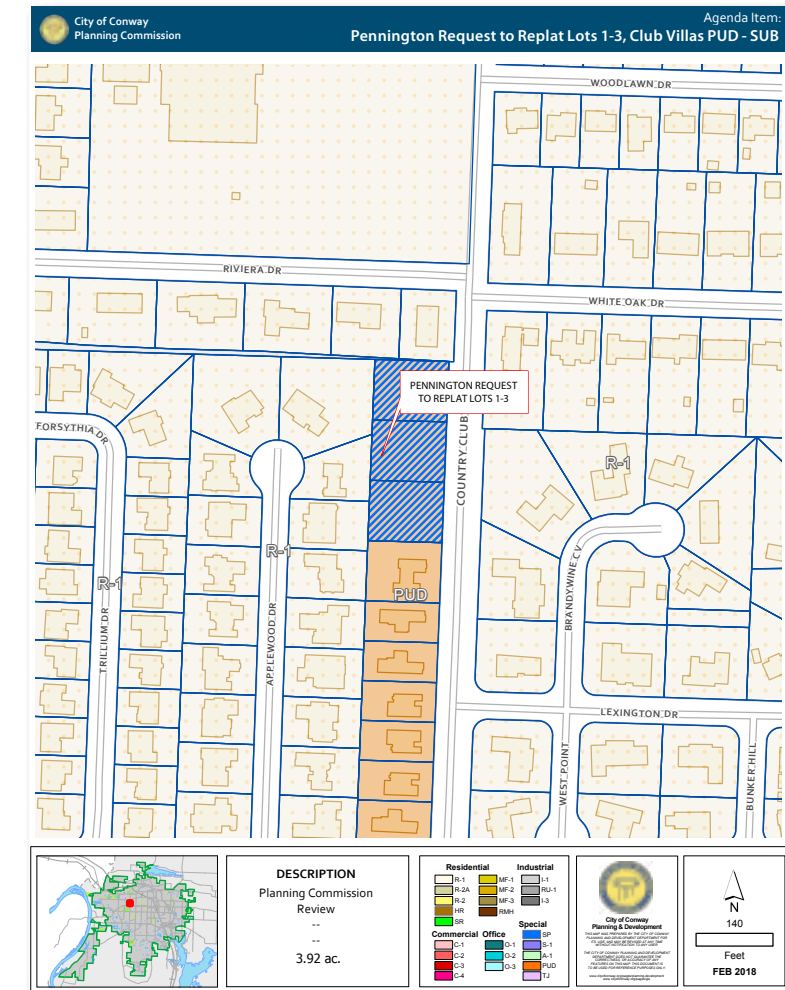 City of Conway
Planning Commission
Agenda Item:
Pennington Request to Replat Lots 1-3, Club Villas PUD - SUB
WOODLAWN DR
RIVIERA DR
WHITE OAK DR
PENNINGTON REQUEST
TO REPLAT LOTS 1-3
FORSYTHIA DR
COUNTRY CLUB
R-1
R-1
R-1
PUD
TRILLIUM DR
APPLEWOOD DR
BRANDYWINE CV
LEXINGTON DR
WEST POINT
BUNKER HILL
DESCRIPTION
Planning Commission
Review
--
--
3.92 ac.
Residential
R-1
R-2A
R-2
HR
SR
MF-1
MF-2
MF-3
RMH
Industrial
I-1
RU-1
I-3
Commercial
C-1
C-2
C-3
C-4
Office
O-1
O-2
O-3
Special
SP
S-1
A-1
PUD
TJ
City of Conway
Planning & Development
N
140
Feet
FEB 2018